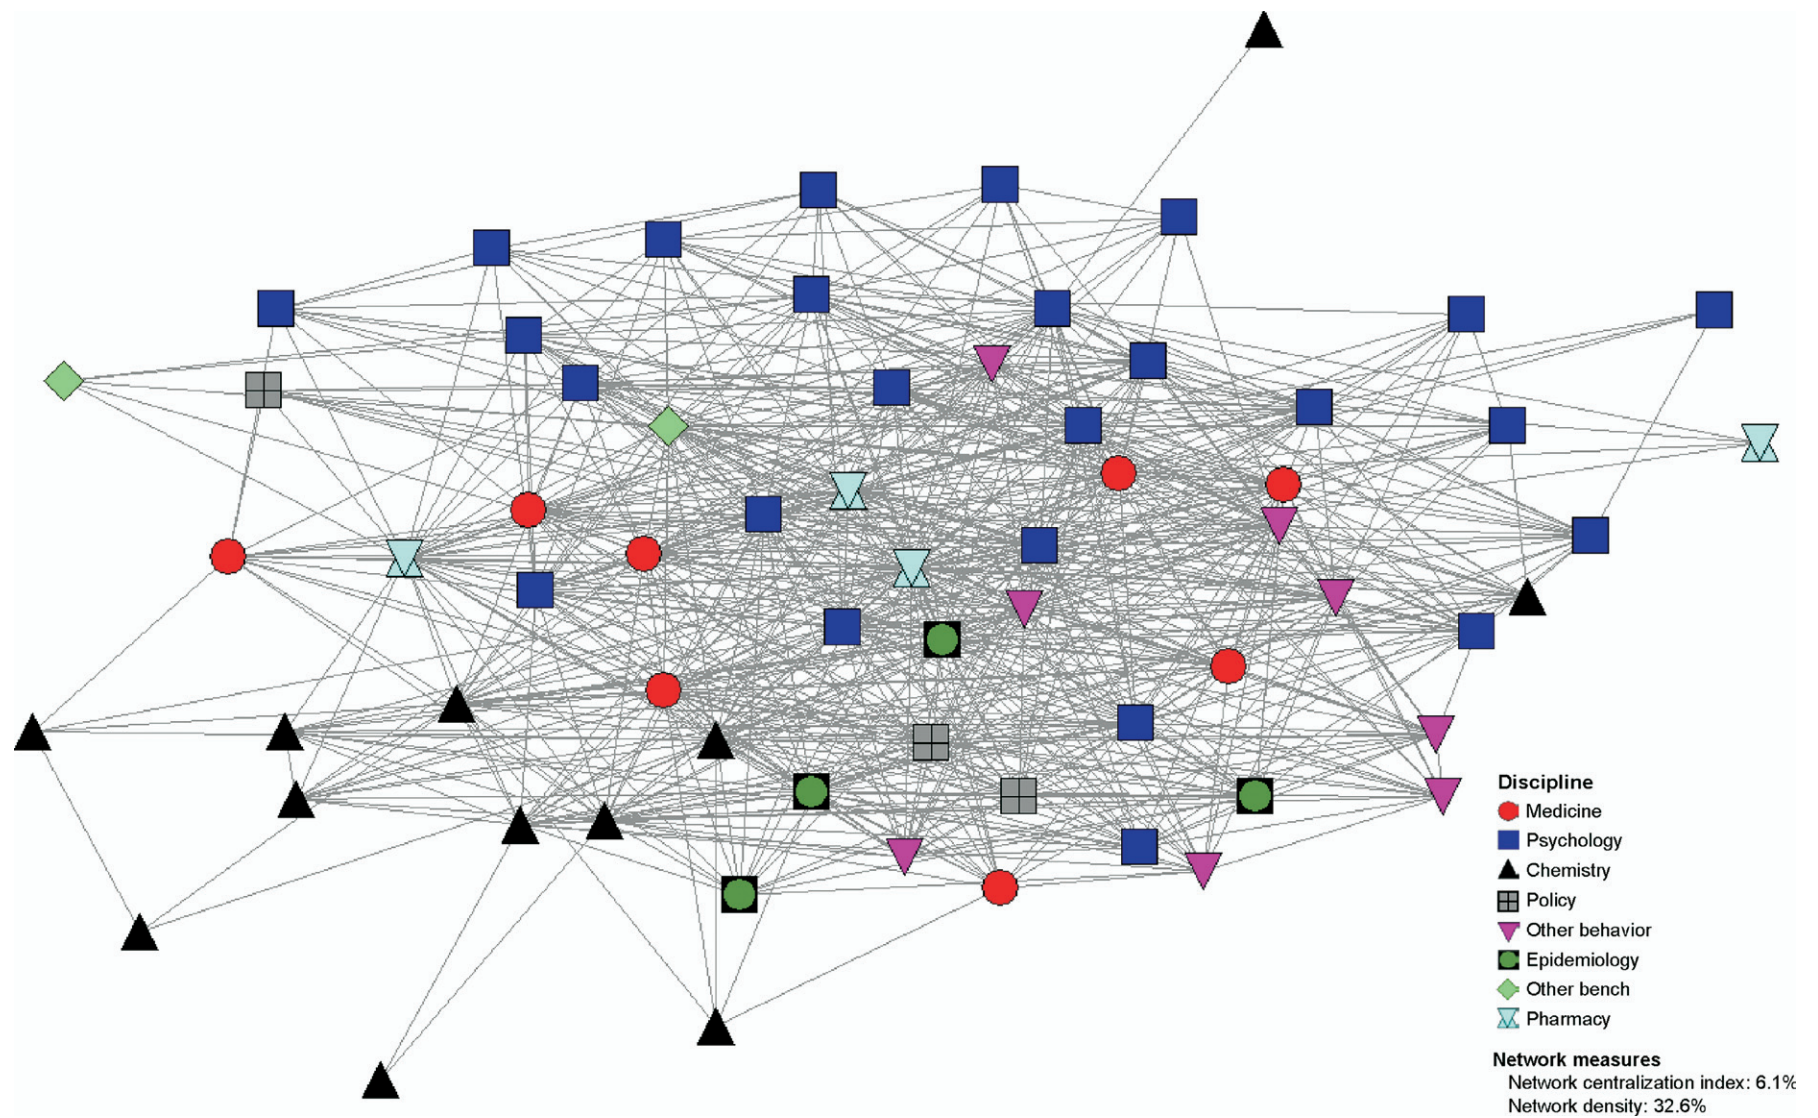 Discipline
Medicine
Psychology
Chemistry
Policy
Other behavior
Epidemiology
Other bench
Pharmacy
Network measures
Network centralization index: 6.1%
Network density: 32.6%